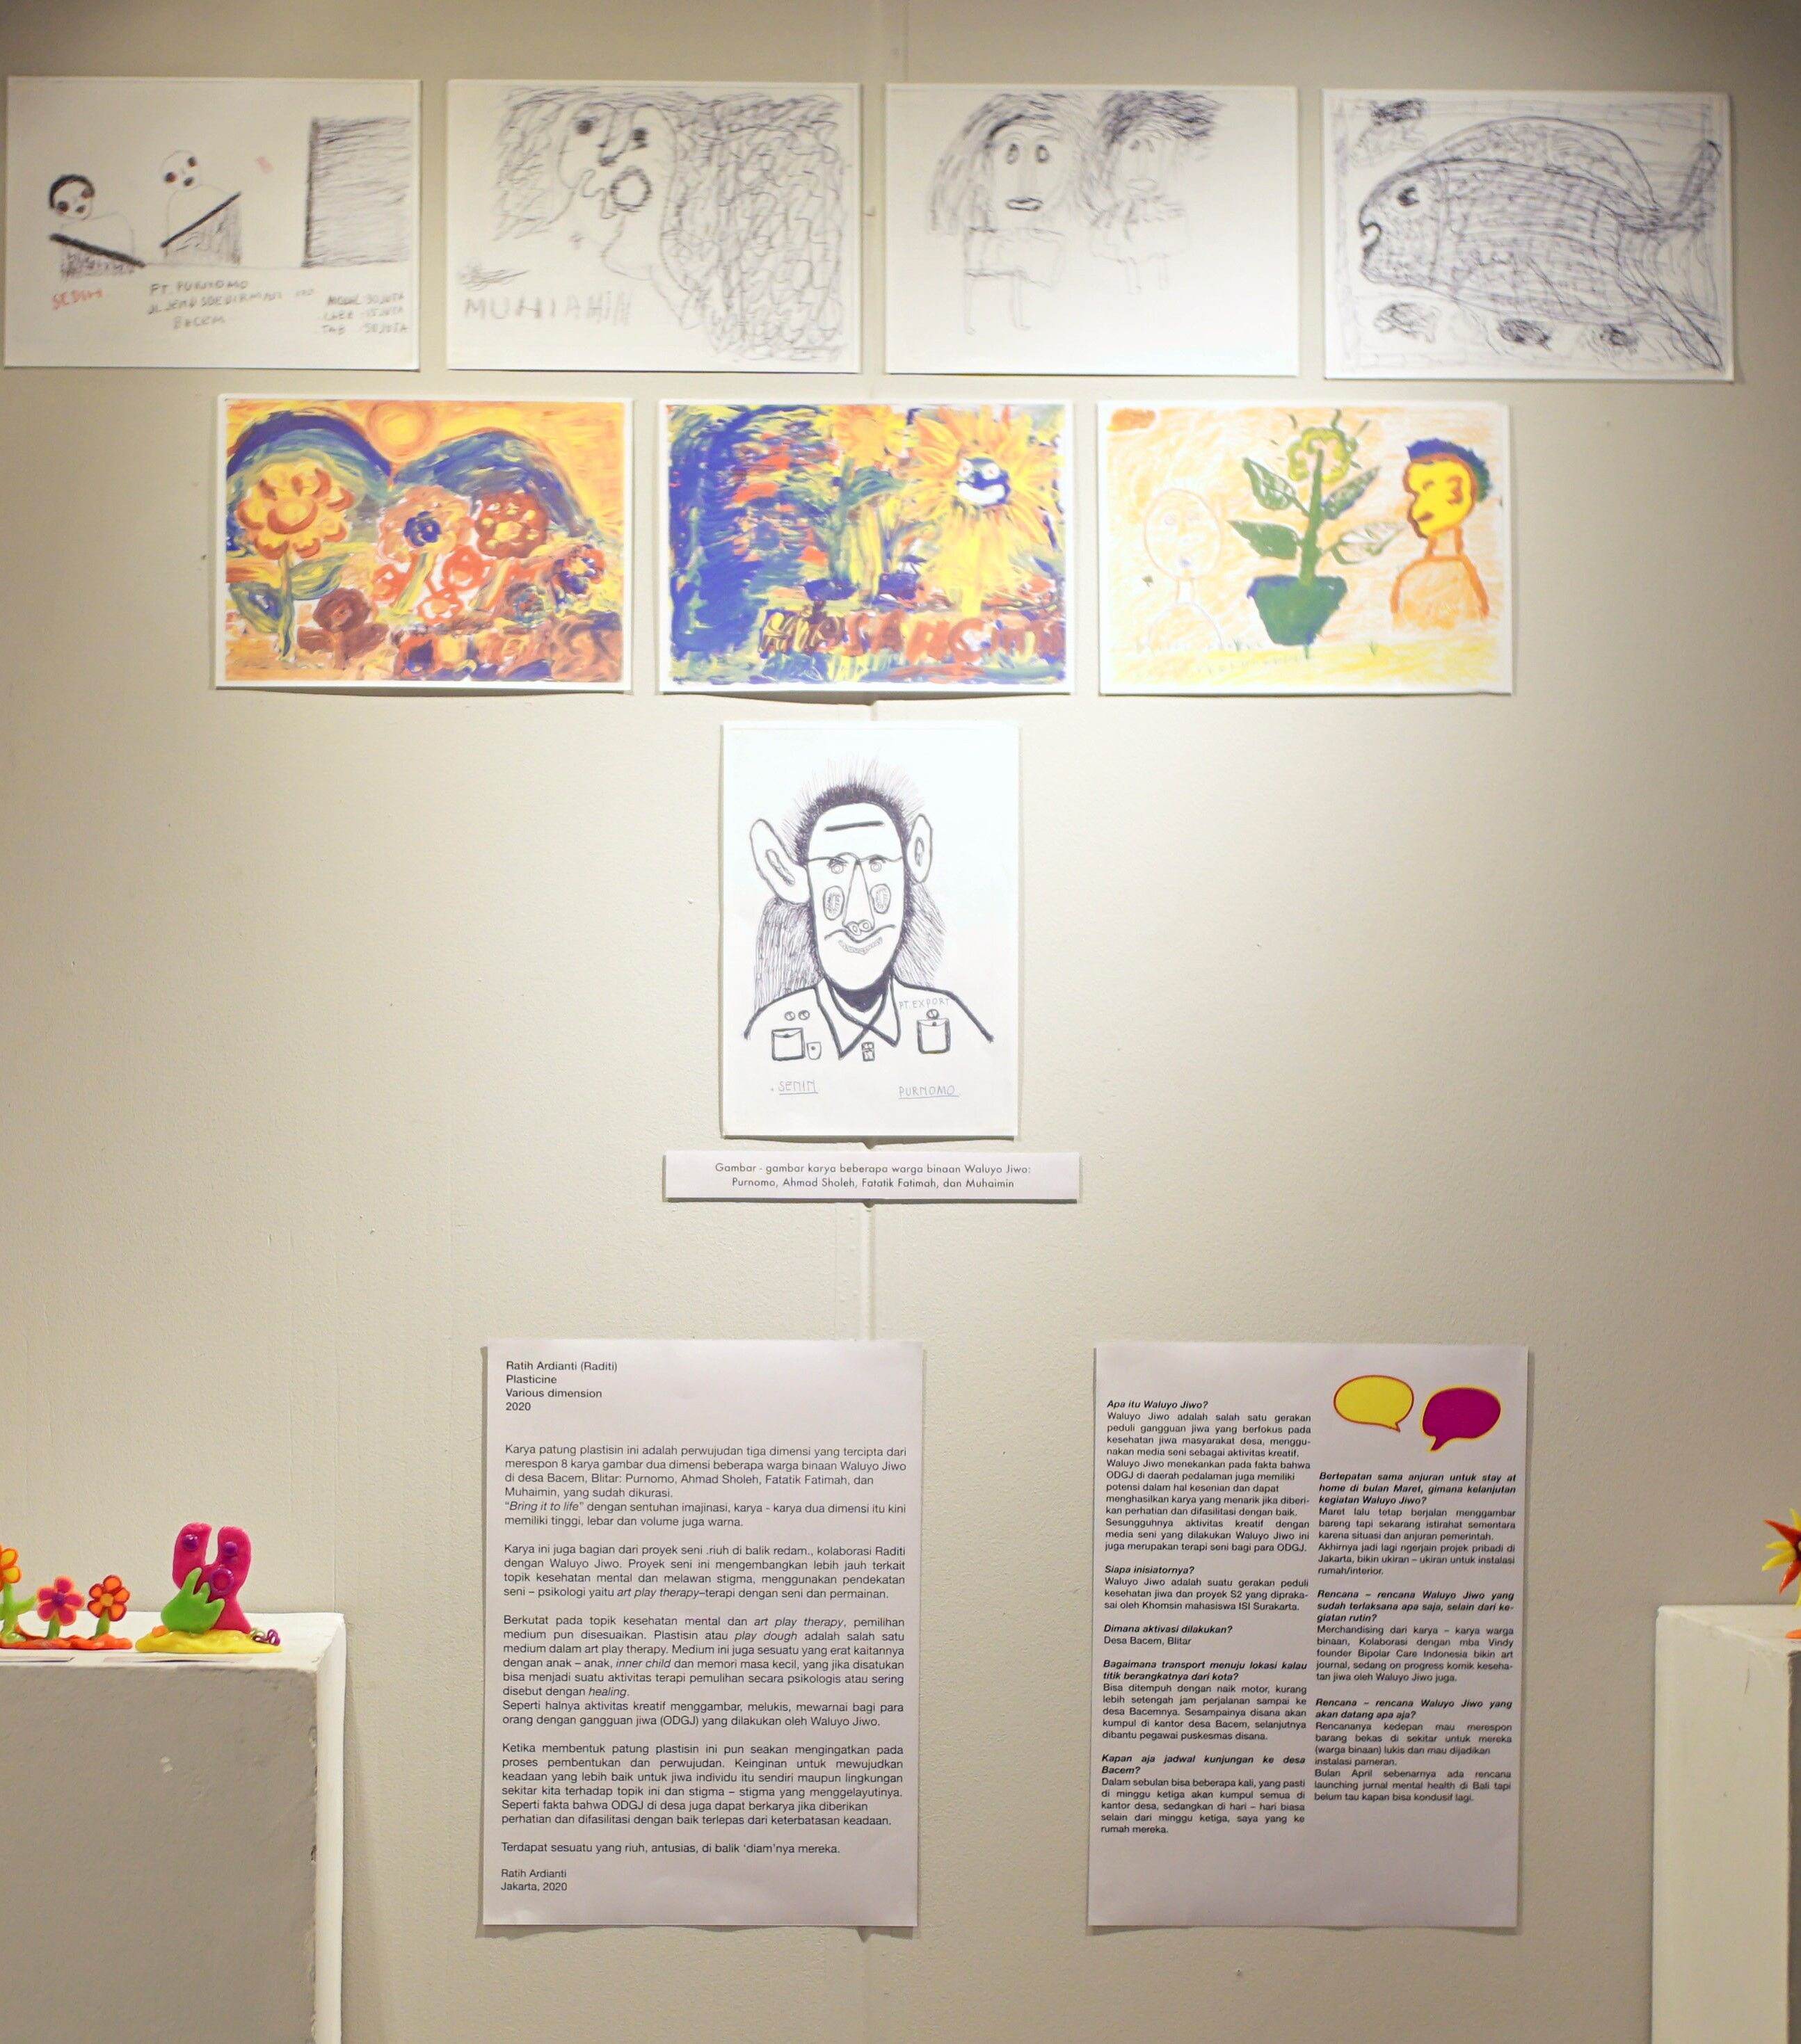 SEDIH
PT. PURNOMO
JL. JEND SOEDIRMAN
BACEM
MODAL 30 JUTA
TAB 30 JUTA
PT. EXPORT
SENIN
PURNOMO
Gambar - gambar karya beberapa warga binaan Waluyo Jiwo:
Purnomo, Ahmad Sholeh, Fatatik Fatimah, dan Muhaimin
Ratih Ardianti (Raditi)
Plasticine
Various dimension
2020
Karya patung plastisin ini adalah perwujudan tiga dimensi yang tercipta dari
merespon 8 karya gambar dua dimensi beberapa warga binaan Waluyo Jiwo
di desa Bacem, Blitar: Purnomo, Ahmad Sholeh, Fatatik Fatimah, dan
Muhaimin, yang sudah dikurasi.
“Bring it to life” dengan sentuhan imajinasi, karya - karya dua dimensi itu kini
memiliki tinggi, lebar dan volume juga warna.
Karya ini juga bagian dari proyek seni .riuh di balik redam., kolaborasi Raditi
dengan Waluyo Jiwo. Proyek seni ini mengembangkan lebih jauh terkait
topik kesehatan mental dan melawan stigma, menggunakan pendekatan
seni – psikologi yaitu art play therapy–terapi dengan seni dan permainan.
Berkutat pada topik kesehatan mental dan art play therapy, pemilihan
medium pun disesuaikan. Plastisin atau play dough adalah salah satu
medium dalam art play therapy. Medium ini juga sesuatu yang erat kaitannya
dengan anak – anak, inner child dan memori masa kecil, yang jika disatukan
bisa menjadi suatu aktivitas terapi pemulihan secara psikologis atau sering
disebut dengan healing.
Seperti halnya aktivitas kreatif menggambar, melukis, mewarnai bagi para
orang dengan gangguan jiwa (ODGJ) yang dilakukan oleh Waluyo Jiwo.
Ketika membentuk patung plastisin ini pun seakan mengingatkan pada
proses pembentukan dan perwujudan. Keinginan untuk mewujudkan
keadaan yang lebih baik untuk jiwa individu itu sendiri maupun lingkungan
sekitar kita terhadap topik ini dan stigma – stigma yang menggelayutinya.
Seperti fakta bahwa ODGJ di desa juga dapat berkarya jika diberikan
perhatian dan difasilitasi dengan baik terlepas dari keterbatasan keadaan.
Terdapat sesuatu yang riuh, antusias, di balik ‘diam’nya mereka.
Ratih Ardianti
Jakarta, 2020
Apa itu Waluyo Jiwo?
Waluyo Jiwo adalah salah satu gerakan
peduli gangguan jiwa yang berfokus pada
kesehatan jiwa masyarakat desa, menggu-
nakan media seni sebagai aktivitas kreatif.
Waluyo Jiwo menekankan pada fakta bahwa
ODGJ di daerah pedalaman juga memiliki
potensi dalam hal kesenian dan dapat
menghasilkan karya yang menarik jika diberi-
kan perhatian dan difasilitasi dengan baik.
Sesungguhnya aktivitas kreatif dengan
media seni yang dilakukan Waluyo Jiwo ini
juga merupakan terapi seni bagi para ODGJ.
Siapa inisiatornya?
Waluyo Jiwo adalah suatu gerakan peduli
kesehatan jiwa dan proyek S2 yang dipraka-
sai oleh Khomsin mahasiswa ISI Surakarta.
Dimana aktivasi dilakukan?
Desa Bacem, Blitar
Bagaimana transport menuju lokasi kalau
titik berangkatnya dari kota?
Bisa ditempuh dengan naik motor, kurang
lebih setengah jam perjalanan sampai ke
desa Bacemnya. Sesampainya disana akan
kumpul di kantor desa Bacem, selanjutnya
dibantu pegawai puskesmas disana.
Kapan aja jadwal kunjungan ke desa
Bacem?
Dalam sebulan bisa beberapa kali, yang pasti
di minggu ketiga akan kumpul semua di
kantor desa, sedangkan di hari – hari biasa
selain dari minggu ketiga, saya yang ke
rumah mereka.
Bertepatan sama anjuran untuk stay at
home di bulan Maret, gimana kelanjutan
kegiatan Waluyo Jiwo?
Maret lalu tetap berjalan menggambar
bareng tapi sekarang istirahat sementara
karena situasi dan anjuran pemerintah.
Akhirnya jadi lagi ngerjain projek pribadi di
Jakarta, bikin ukiran – ukiran untuk instalasi
rumah/interior.
Rencana – rencana Waluyo Jiwo yang
sudah terlaksana apa saja, selain dari ke-
giatan rutin?
Merchandising dari karya – karya warga
binaan, Kolaborasi dengan mba Vindy
founder Bipolar Care Indonesia bikin art
journal, sedang on progress komik keseha-
tan jiwa oleh Waluyo Jiwo juga.
Rencana – rencana Waluyo Jiwo yang
akan datang apa aja?
Rencananya kedepan mau merespon
barang bekas di sekitar untuk mereka
(warga binaan) lukis dan mau dijadikan
instalasi pameran.
Bulan April sebenarnya ada rencana
launching jurnal mental health di Bali tapi
belum tau kapan bisa kondusif lagi.